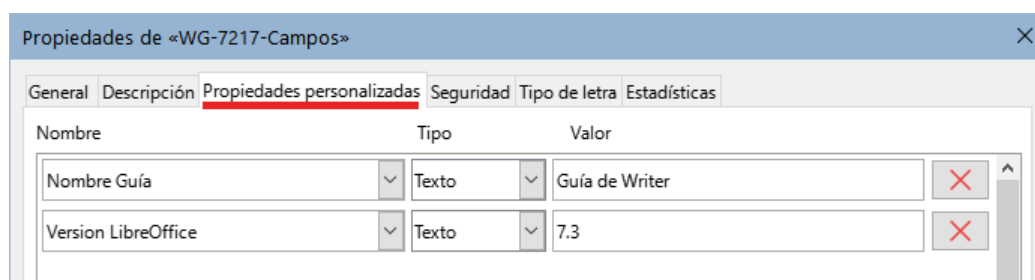 Propiedades de «WG-7217-Campos»
General Descripción Propiedades personalizadas Seguridad Tipo de letra Estadísticas
Nombre Tipo Valor
Nombre Guía Texto Guía de Writer
Version LibreOffice Texto 7.3